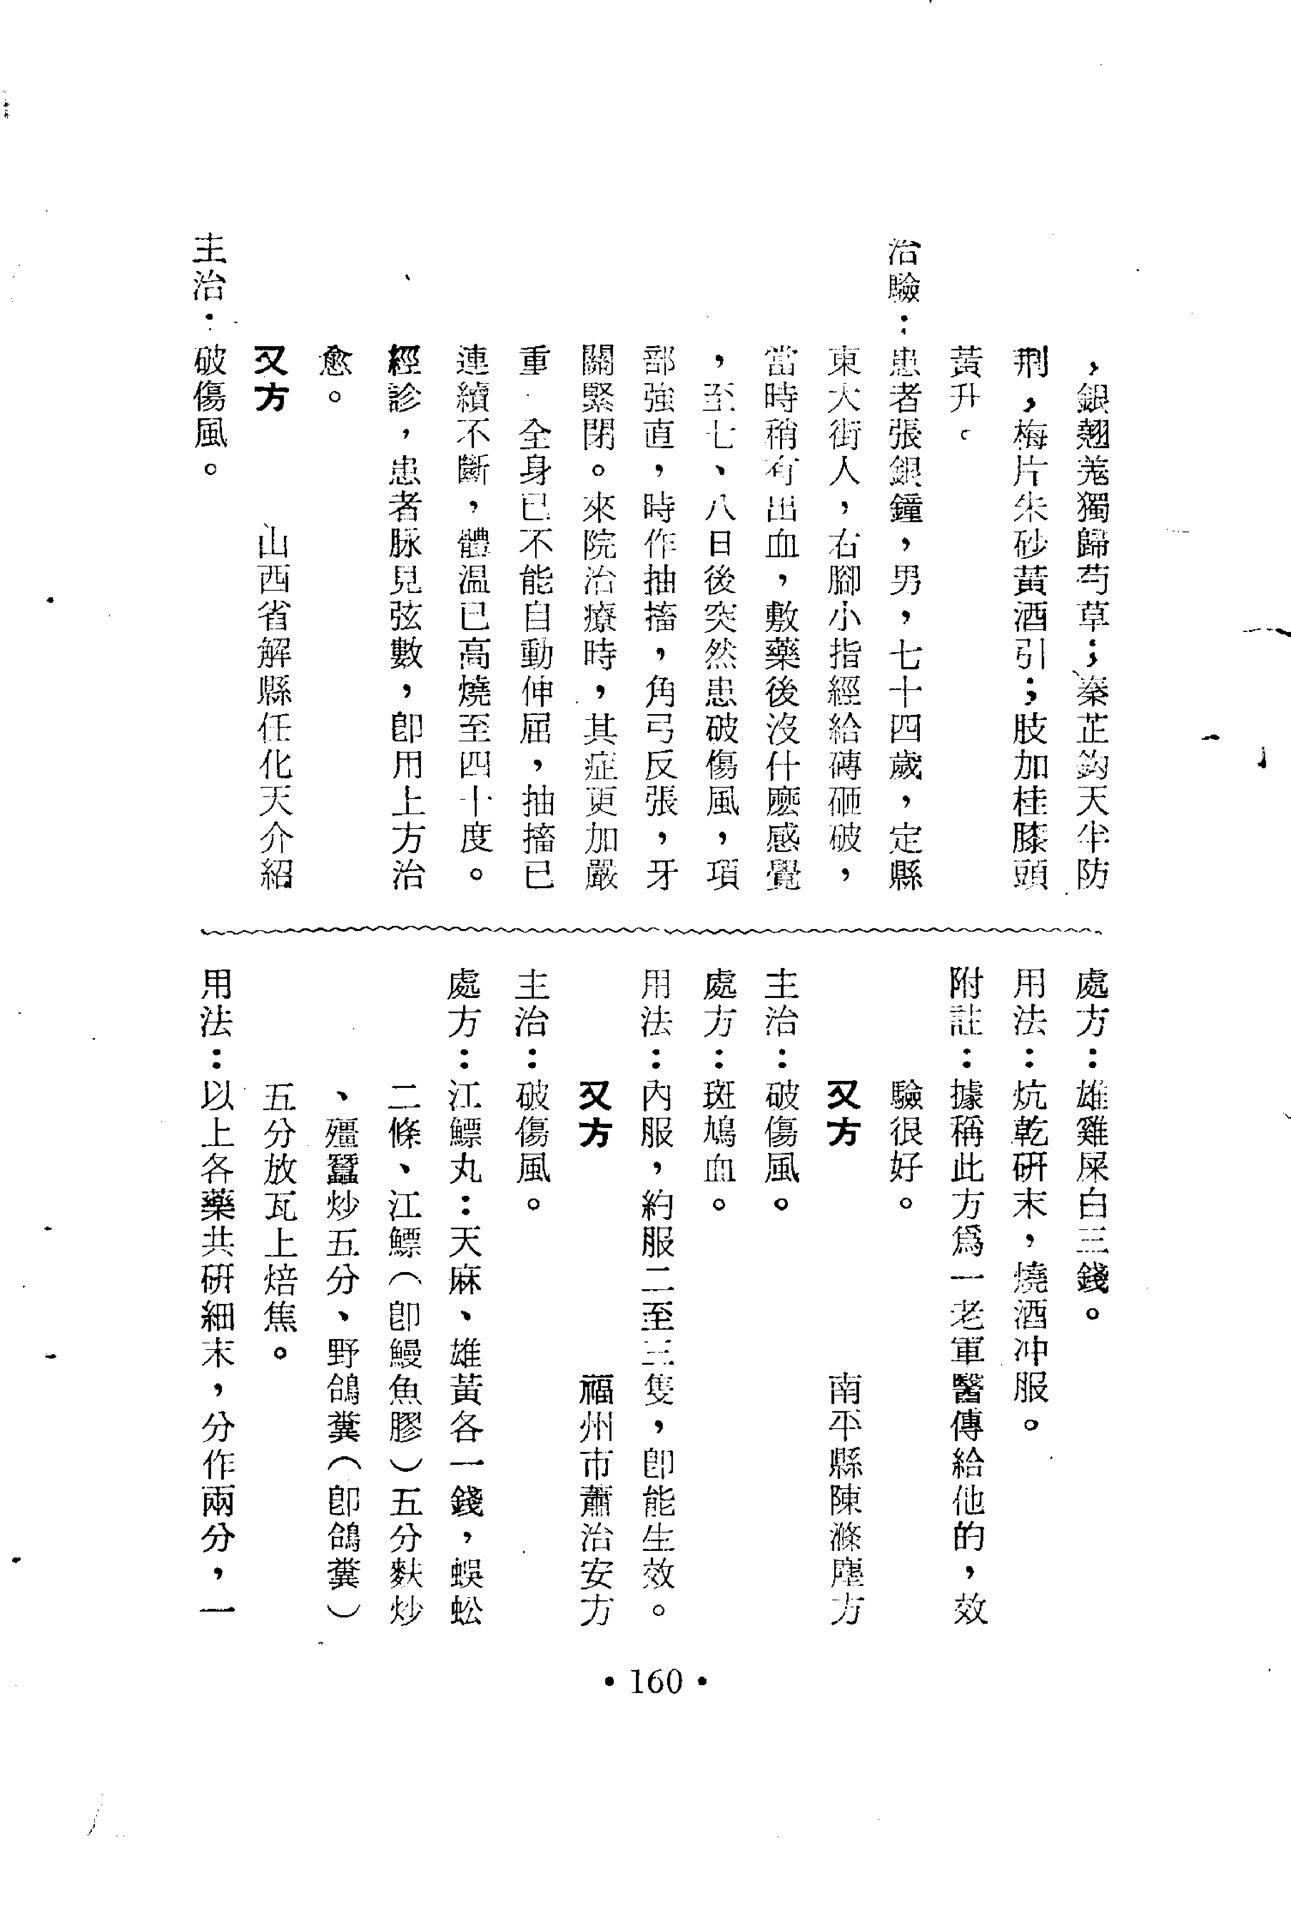 ，銀翹羗獨歸芍草；秦芷鈎天半防
荆，梅片朱砂黃酒引；肢加桂膝頭
黃升。
治驗：患者張銀鐘，男，七十四歲，定縣
東大街人，右腳小指經給磚砸破，
當時稍有出血，敷藥後沒什麽感覺
，至七、八日後突然患破傷風，項
部強直，時作抽搐，角弓反張，牙
關緊閉。來院治療時，其症更加嚴
重　全身已不能自動伸屈，抽搐已
連續不斷，體溫已高燒至四十度。
經診，患者脉見弦數，卽用上方治
愈。
又方　　　山西省解縣任化天介紹
主治：破傷風。
處方：雄雞屎白三錢。
用法：炕乾研末，燒酒冲服。
附註：據稱此方爲一老軍醫傳給他的，效
驗很好。
又方　　　南平縣陳滌塵方
主治：破傷風。
處方：斑鳩血。
用法：內服，約服二至三隻，卽能生效。
又方　　　福州市蕭治安方
主治：破傷風。
處方：江鰾丸：天麻、雄黃各一錢，蜈蚣
二條、江鰾（卽鰻魚膠）五分麩炒
、殭蠶炒五分、野鴿糞（卽鴿糞）
五分放瓦上焙焦。
用法：以上各藥共研細末，分作兩分，一
·160·